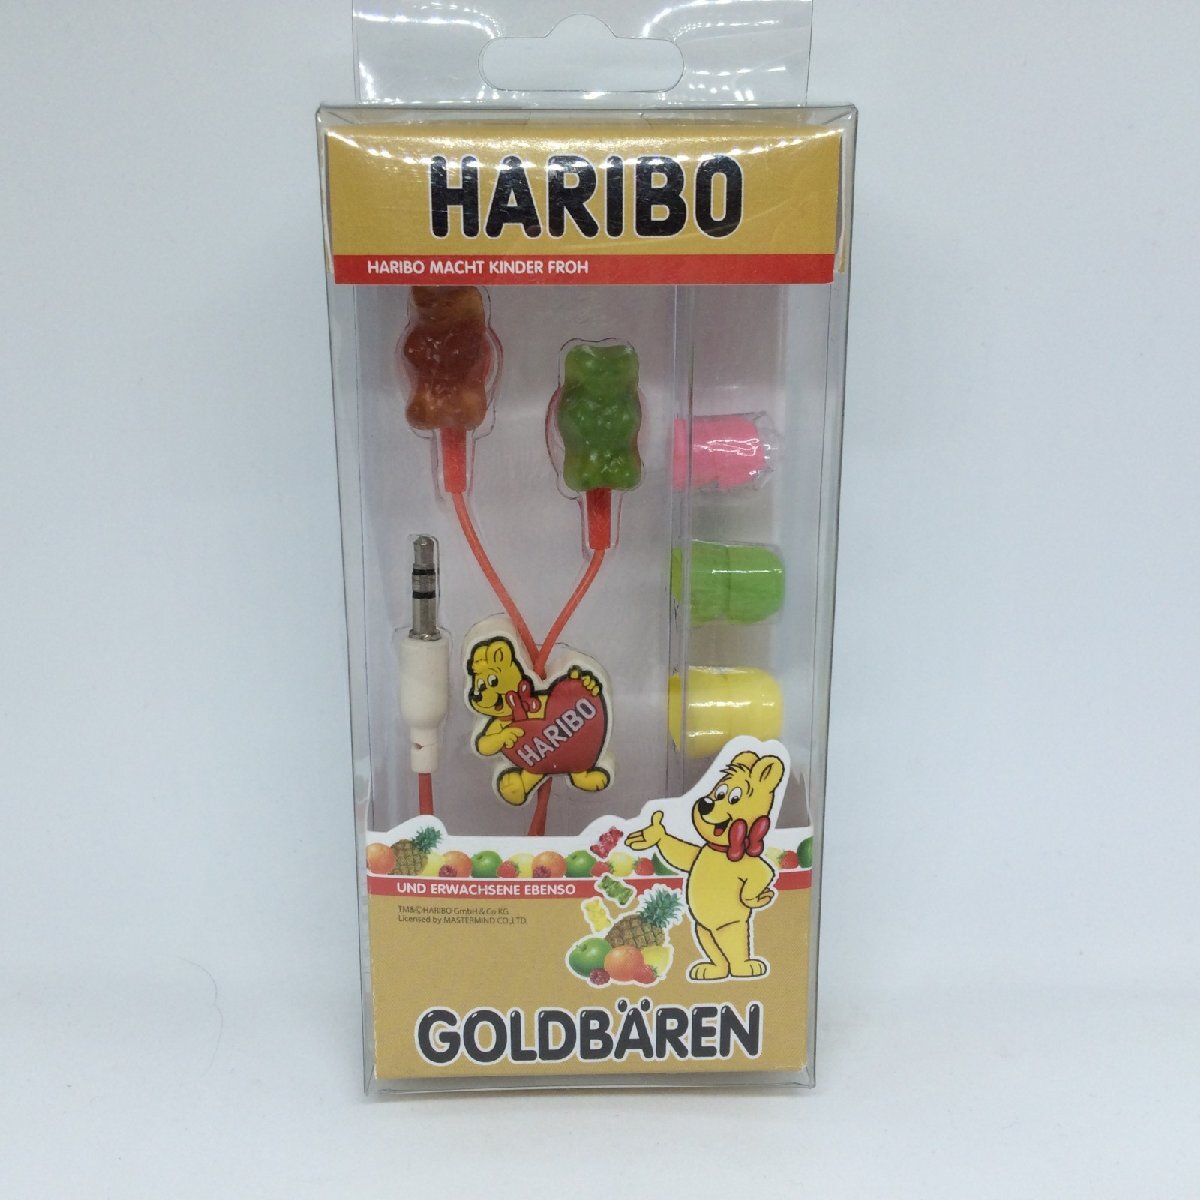 HARIBO
HARIBO MACHT KINDER FROH
HARIBO
UND ERWACHSENE EBENSO
TM&© HARIBO GmbH & Co KG.
Licensed by MASTERMIND CO.,LTD.
GOLDBÄREN